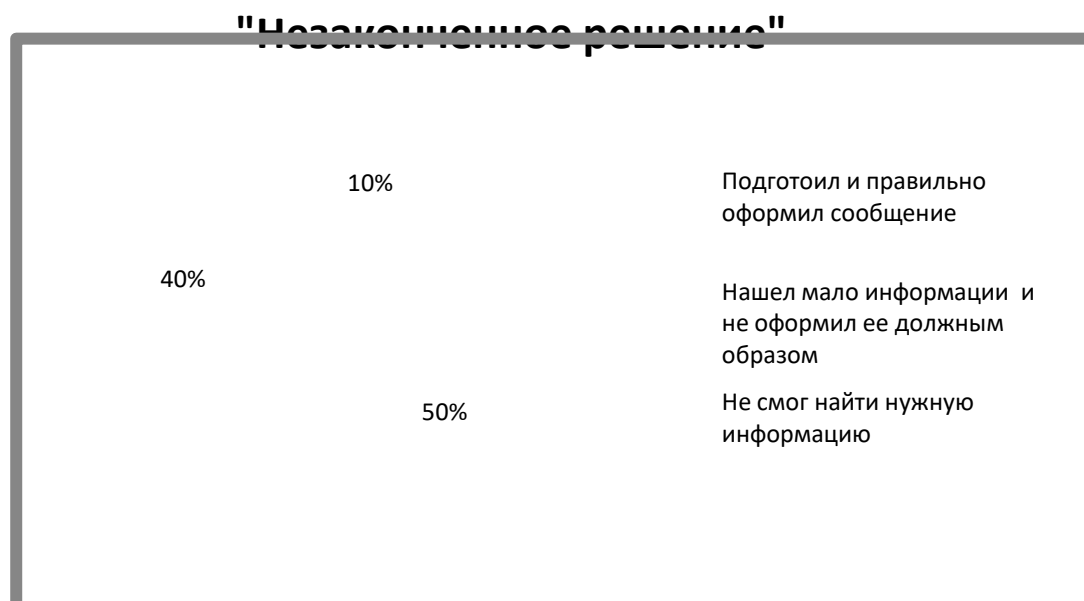 "Незаконченное решение"
10%
Подготоил и правильно
оформил сообщение
40%
Нашел мало информации и
не оформил ее должным
образом
50%
Не смог найти нужную
информацию